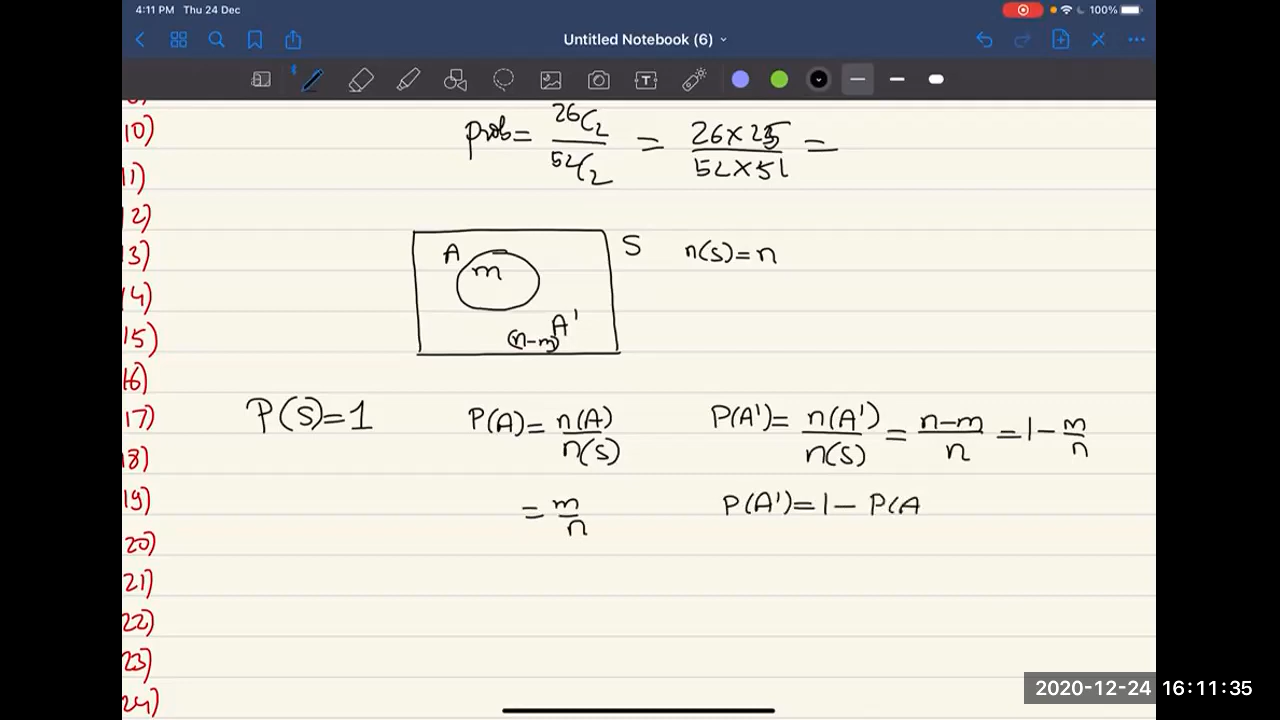 4:11 PM Thu 24 Dec
100%
Untitled Notebook (6)
T
10)
prob = 26C2 / 52C2 = 26×25 / 52×51 =
11)
12)
13) A m S n(S)=n
14)
15) (n-m) A'
16)
17) P(S)=1 P(A)= n(A)/n(S) P(A')= n(A')/n(S) = n-m/n = 1- m/n
18)
19) = m/n P(A')=1- P(A
20)
21)
22)
23)
24)
2020-12-24 16:11:35